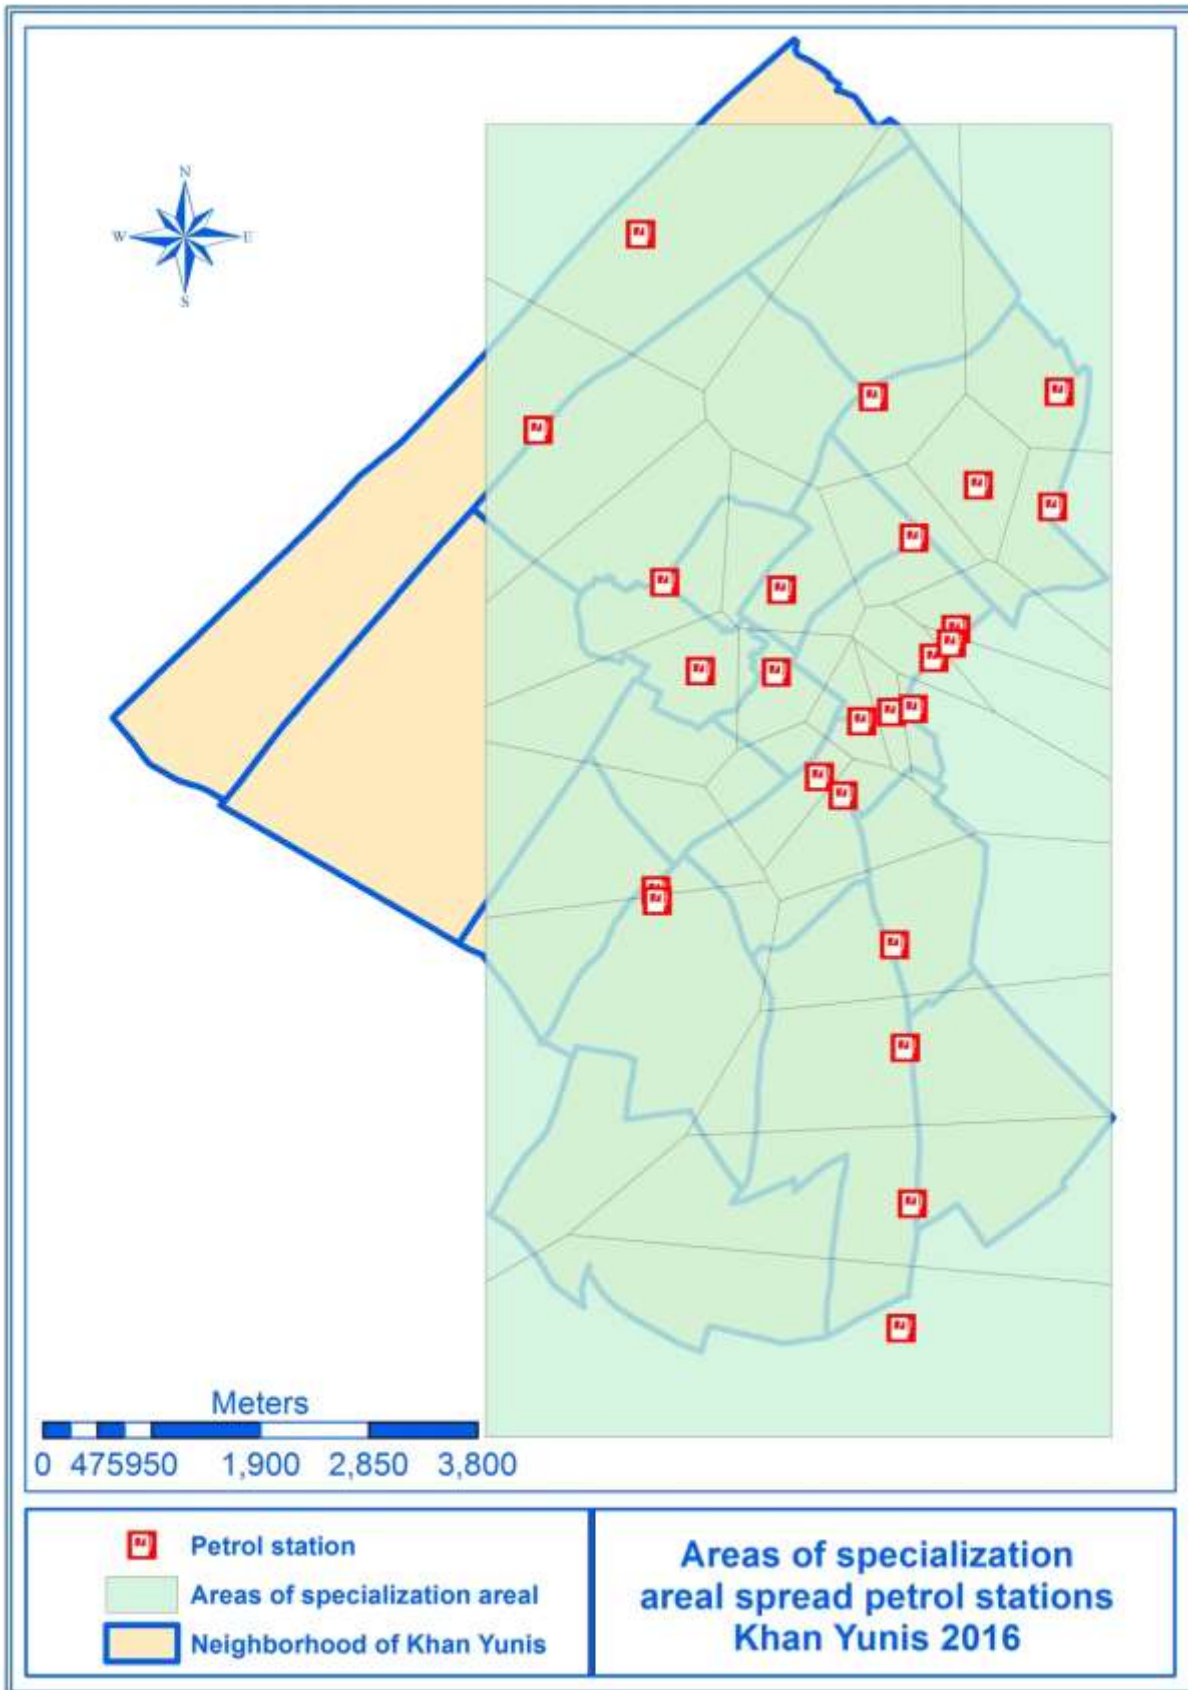 N
W E
S
Meters
0 475950 1,900 2,850 3,800
Petrol station
Areas of specialization areal
Neighborhood of Khan Yunis
Areas of specialization
areal spread petrol stations
Khan Yunis 2016